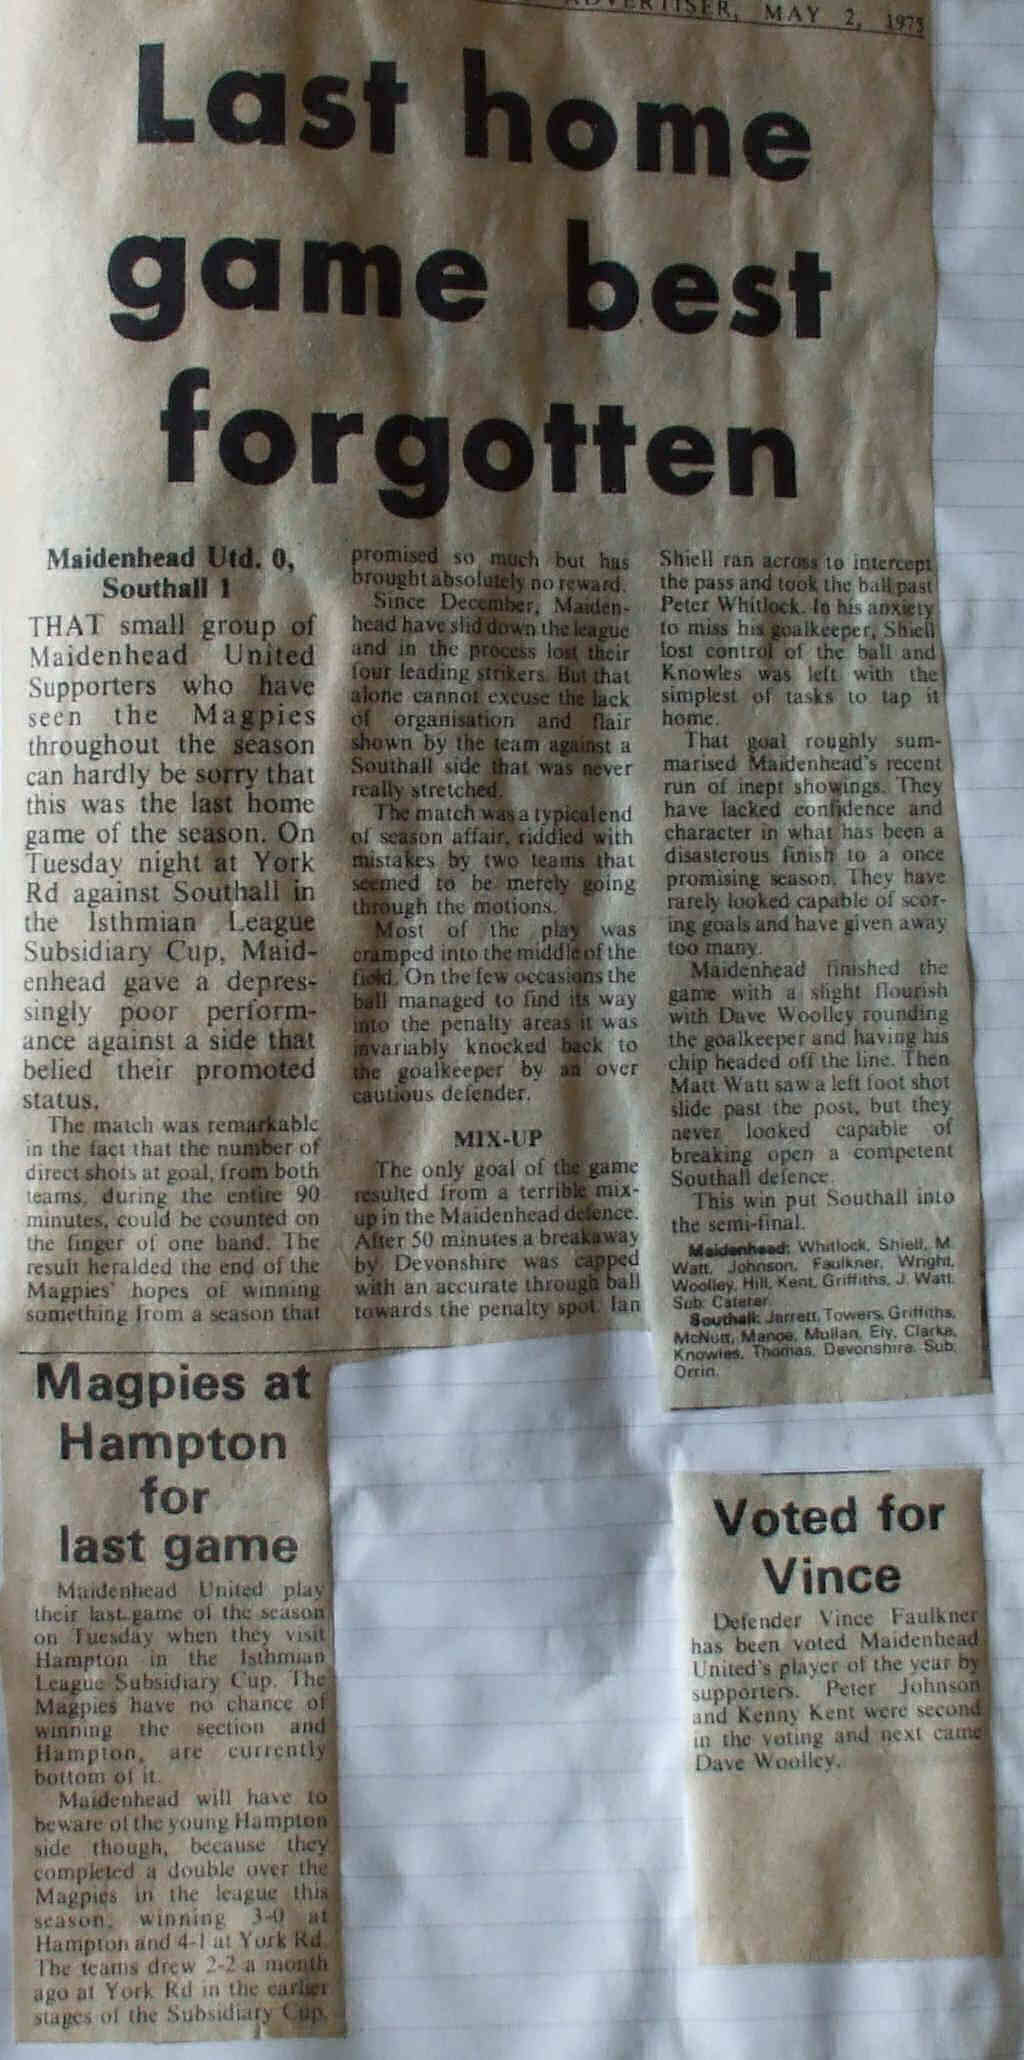 ADVERTISER, MAY 2, 1975
Last home
game best
forgotten
Maidenhead Utd. 0,
Southall 1
THAT small group of
Maidenhead United
Supporters who have
seen the Magpies
throughout the season
can hardly be sorry that
this was the last home
game of the season. On
Tuesday night at York
Rd against Southall in
the Isthmian League
Subsidiary Cup, Maid-
enhead gave a depres-
singly poor perform-
ance against a side that
belied their promoted
status.
The match was remarkable
in the fact that the number of
direct shots at goal, from both
teams, during the entire 90
minutes, could be counted on
the finger of one hand. The
result heralded the end of the
Magpies' hopes of winning
something from a season that
promised so much but has
brought absolutely no reward.
Since December, Maiden-
head have slid down the league
and in the process lost their
four leading strikers. But that
alone cannot excuse the lack
of organisation and flair
shown by the team against a
Southall side that was never
really stretched.
The match was a typical end
of season affair, riddled with
mistakes by two teams that
seemed to be merely going
through the motions.
Most of the play was
cramped into the middle of the
field. On the few occasions the
ball managed to find its way
into the penalty areas it was
invariably knocked back to
the goalkeeper by an over
cautious defender.
MIX-UP
The only goal of the game
resulted from a terrible mix-
up in the Maidenhead defence.
After 50 minutes a breakaway
by Devonshire was capped
with an accurate through ball
towards the penalty spot. Ian
Shiell ran across to intercept
the pass and took the ball past
Peter Whitlock. In his anxiety
to miss his goalkeeper, Shiell
lost control of the ball and
Knowles was left with the
simplest of tasks to tap it
home.
That goal roughly sum-
marised Maidenhead's recent
run of inept showings. They
have lacked confidence and
character in what has been a
disasterous finish to a once
promising season. They have
rarely looked capable of scor-
ing goals and have given away
too many.
Maidenhead finished the
game with a slight flourish
with Dave Woolley rounding
the goalkeeper and having his
chip headed off the line. Then
Matt Watt saw a left foot shot
slide past the post, but they
never looked capable of
breaking open a competent
Southall defence.
This win put Southall into
the semi-final.
Maidenhead: Whitlock, Shiell, M.
Watt, Johnson, Faulkner, Wright,
Woolley, Hill, Kent, Griffiths, J. Watt.
Sub: Caterer.
Southall: Jarrett, Towers, Griffiths,
McNutt, Manoe, Mullan, Ely, Clarke,
Knowles, Thomas, Devonshire. Sub:
Orrin.
Magpies at
Hampton
for
last game
Maidenhead United play
their last game of the season
on Tuesday when they visit
Hampton in the Isthmian
League Subsidiary Cup. The
Magpies have no chance of
winning the section and
Hampton, are currently
bottom of it.
Maidenhead will have to
beware of the young Hampton
side though, because they
completed a double over the
Magpies in the league this
season, winning 3-0 at
Hampton and 4-1 at York Rd.
The teams drew 2-2 a month
ago at York Rd in the earlier
stages of the Subsidiary Cup.
Voted for
Vince
Defender Vince Faulkner
has been voted Maidenhead
United's player of the year by
supporters. Peter Johnson
and Kenny Kent were second
in the voting and next came
Dave Woolley.